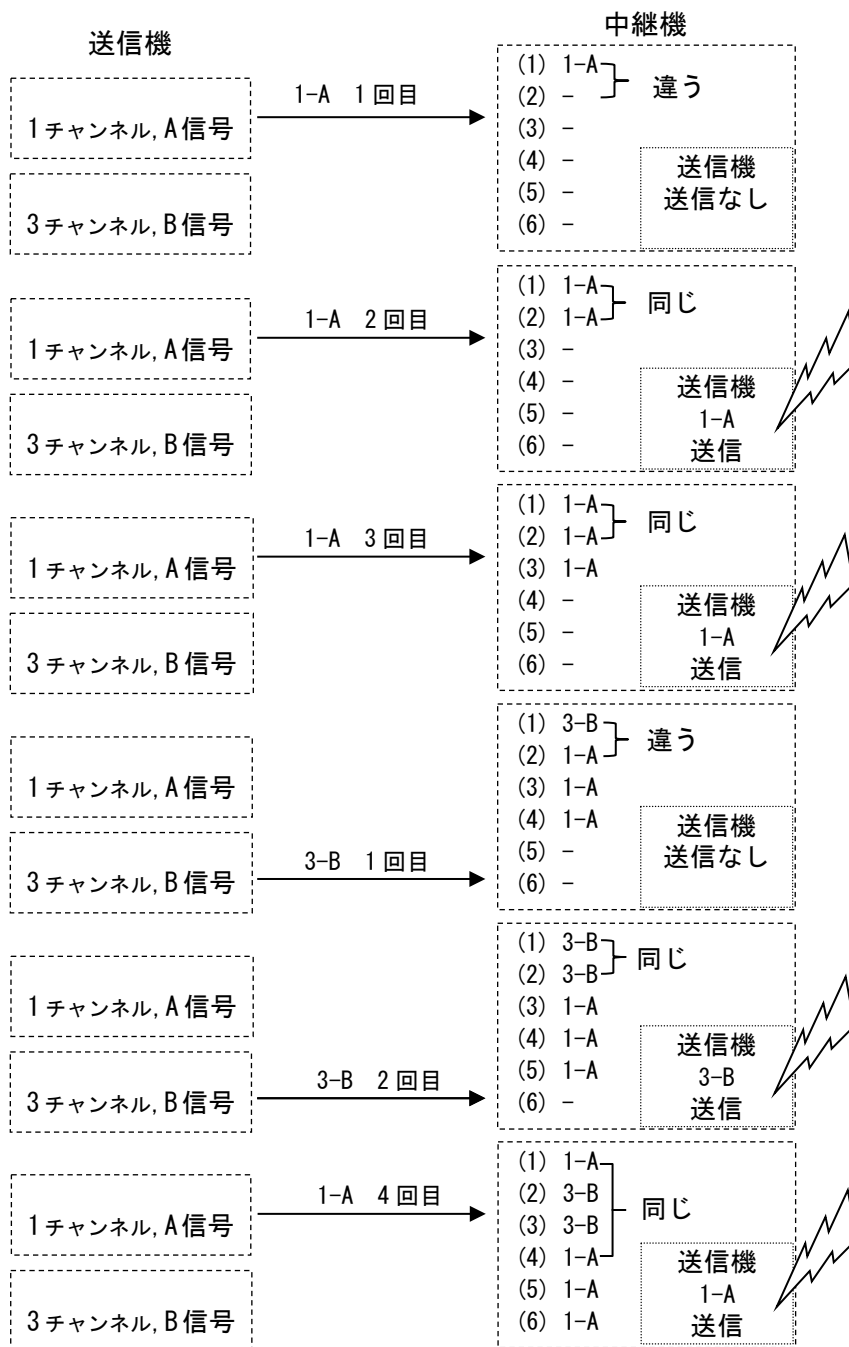 送信機
中継機
1チャンネル,A信号
3チャンネル,B信号
1-A 1回目
(1) 1-A
(2) -
違う
(3) -
(4) -
(5) -
(6) -
送信機
送信なし
1チャンネル,A信号
3チャンネル,B信号
1-A 2回目
(1) 1-A
(2) 1-A
同じ
(3) -
(4) -
(5) -
(6) -
送信機
1-A
送信
1チャンネル,A信号
3チャンネル,B信号
1-A 3回目
(1) 1-A
(2) 1-A
同じ
(3) 1-A
(4) -
(5) -
(6) -
送信機
1-A
送信
1チャンネル,A信号
3チャンネル,B信号
3-B 1回目
(1) 3-B
(2) 1-A
違う
(3) 1-A
(4) 1-A
(5) -
(6) -
送信機
送信なし
1チャンネル,A信号
3チャンネル,B信号
3-B 2回目
(1) 3-B
(2) 3-B
同じ
(3) 1-A
(4) 1-A
(5) 1-A
(6) -
送信機
3-B
送信
1チャンネル,A信号
3チャンネル,B信号
1-A 4回目
(1) 1-A
(2) 3-B
(3) 3-B
同じ
(4) 1-A
(5) 1-A
(6) 1-A
送信機
1-A
送信